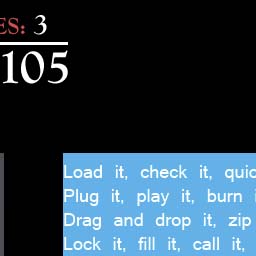 ES: 3
105
Load it, check it, quic
Plug it, play it, burn i
Drag and drop it, zip
Lock it, fill it, call it,